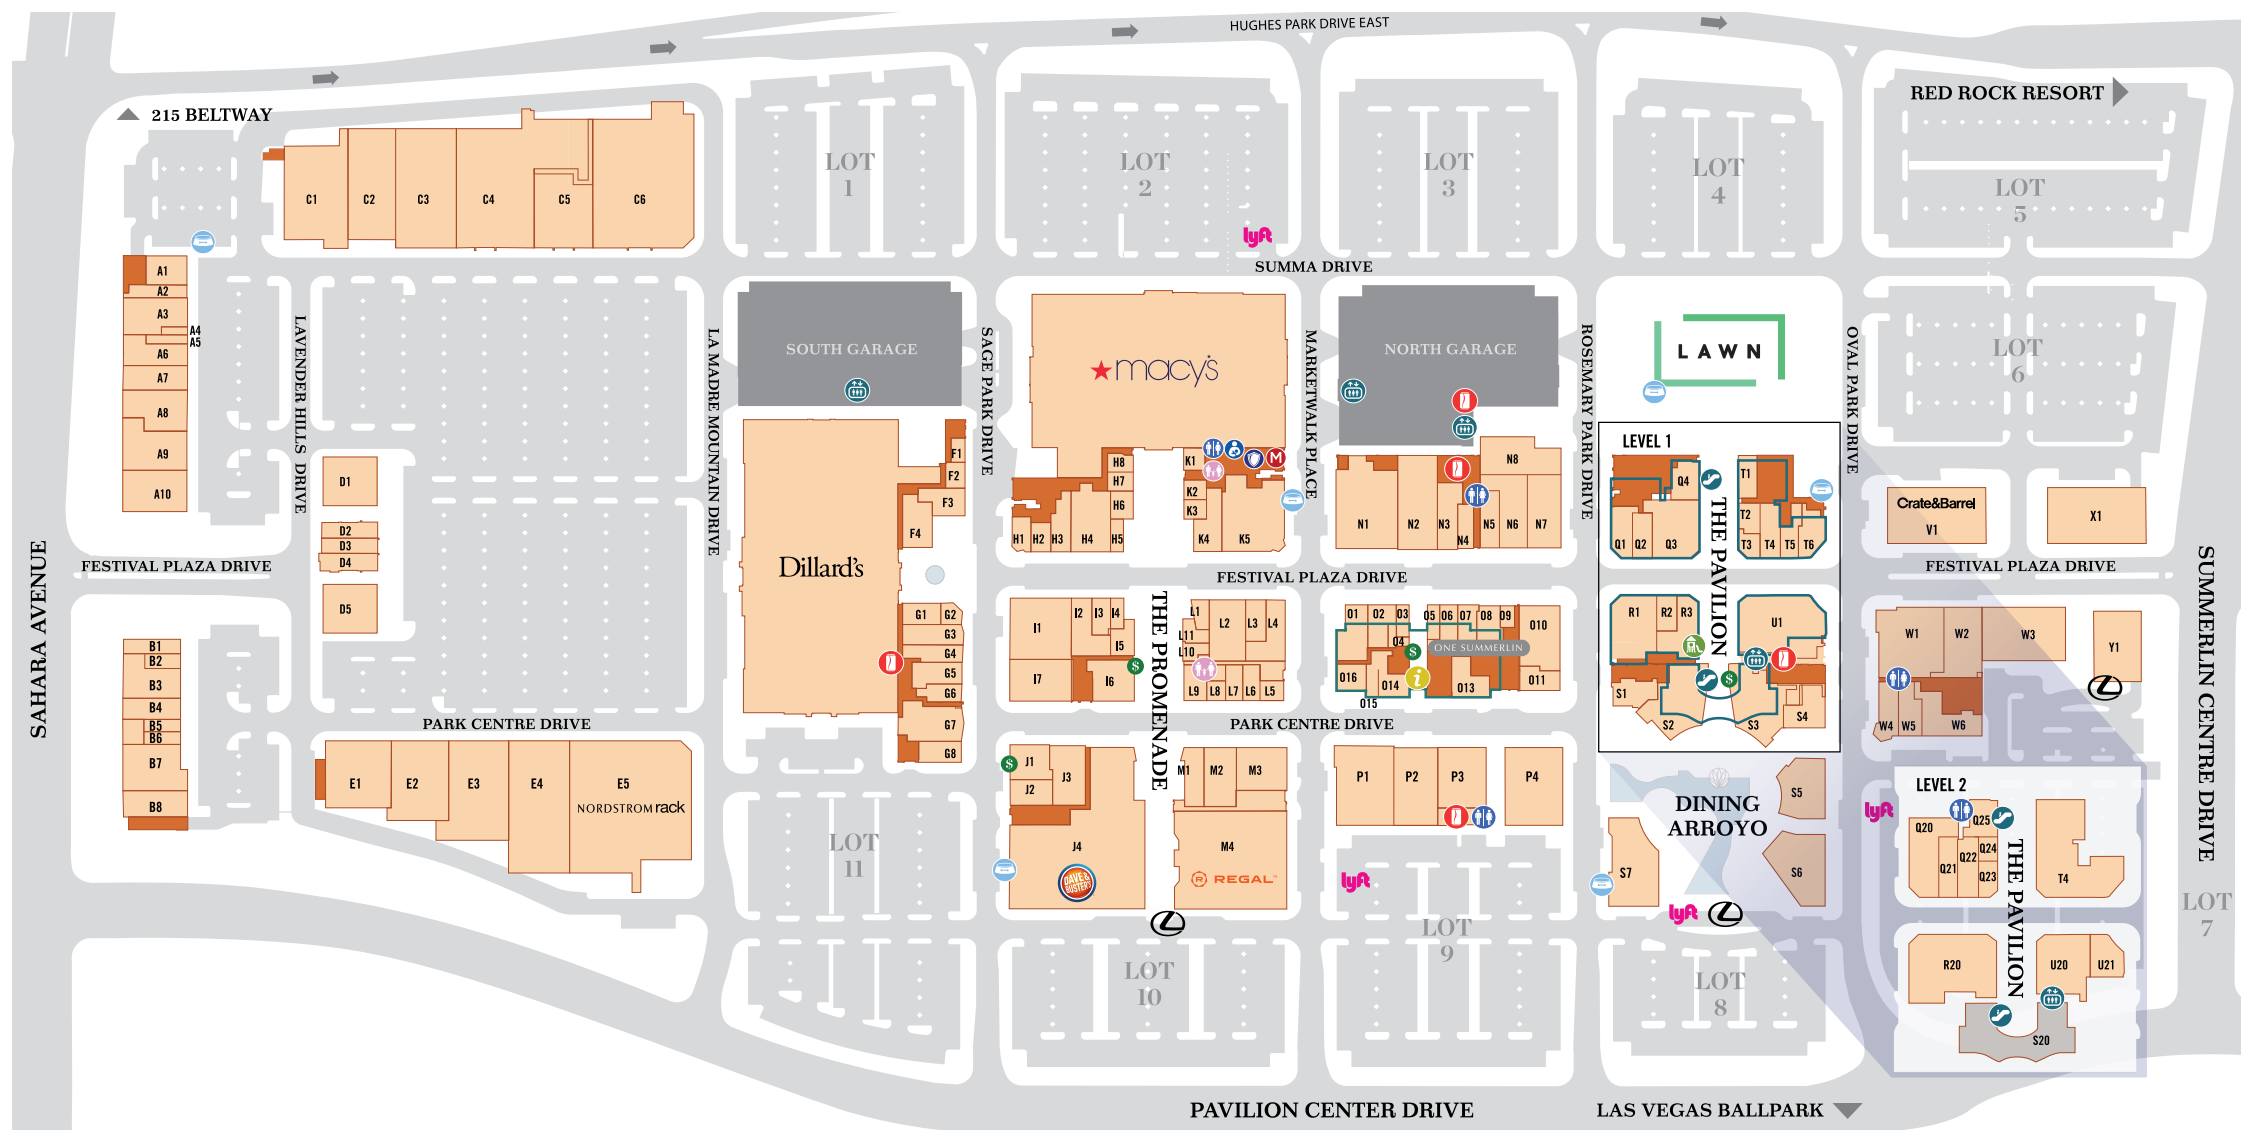 HUGHES PARK DRIVE EAST
215 BELTWAY
RED ROCK RESORT
LOT
1
LOT
2
LOT
3
LOT
4
LOT
5
C1
C2
C3
C4
C5
C6
lyft
SUMMA DRIVE
A1
A2
A3
A4
A5
A6
A7
A8
A9
A10
LAVENDER HILLS DRIVE
LA MADRE MOUNTAIN DRIVE
SOUTH GARAGE
SAGE PARK DRIVE
macy's
MARKETWALK PLACE
NORTH GARAGE
ROSEMARY PARK DRIVE
LAWN
OVAL PARK DRIVE
LOT
6
D1
D2
D3
D4
D5
Dillard's
F1
F2
F3
F4
H8
H7
H6
H1
H2
H3
H4
H5
K1
K2
K3
K4
K5
M
N8
N1
N2
N3
N4
N5
N6
N7
LEVEL 1
Q4
Q1
Q2
Q3
THE PAVILION
T1
T2
T3
T4
T5
T6
Crate&Barrel
V1
X1
SAHARA AVENUE
FESTIVAL PLAZA DRIVE
FESTIVAL PLAZA DRIVE
FESTIVAL PLAZA DRIVE
SUMMERLIN CENTRE DRIVE
B1
B2
B3
B4
B5
B6
B7
B8
G1
G2
G3
G4
G5
G6
G7
G8
I1
I2
I3
I4
I5
I7
I6
$
THE PROMENADE
L1
L2
L3
L4
L11
L10
L9
L8
L7
L6
L5
O1
O2
O3
O4
O5
O6
O7
O8
O9
O10
$
ONE SUMMERLIN
i
O16
O14
O13
O11
O15
R1
R2
R3
U1
$
S1
S2
S3
S4
W1
W2
W3
W4
W5
W6
Y1
PARK CENTRE DRIVE
PARK CENTRE DRIVE
E1
E2
E3
E4
E5
NORDSTROM rack
$
J1
J2
J3
J4
DAVE & BUSTER'S
M1
M2
M3
M4
R REGAL
P1
P2
P3
P4
DINING
ARROYO
S5
S6
S7
lyft
lyft
lyft
LEVEL 2
Q20
Q25
Q24
Q21
Q22
Q23
THE PAVILION
T4
R20
U20
U21
S20
LOT
7
LOT
11
LOT
10
LOT
9
LOT
8
PAVILION CENTER DRIVE
LAS VEGAS BALLPARK